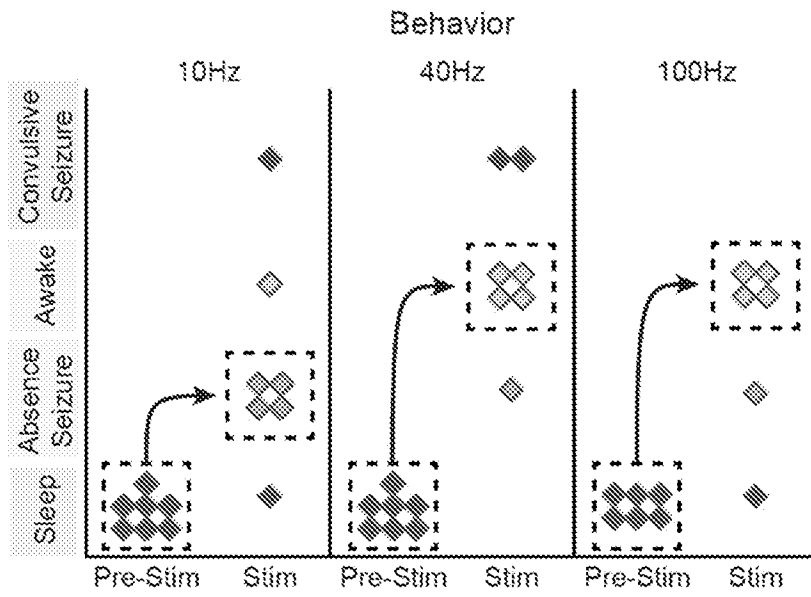 Behavior
10Hz
40Hz
100Hz
Convulsive
Seizure
Awake
Absence
Seizure
Sleep
Pre-Stim
Stim
Pre-Stim
Stim
Pre-Stim
Stim